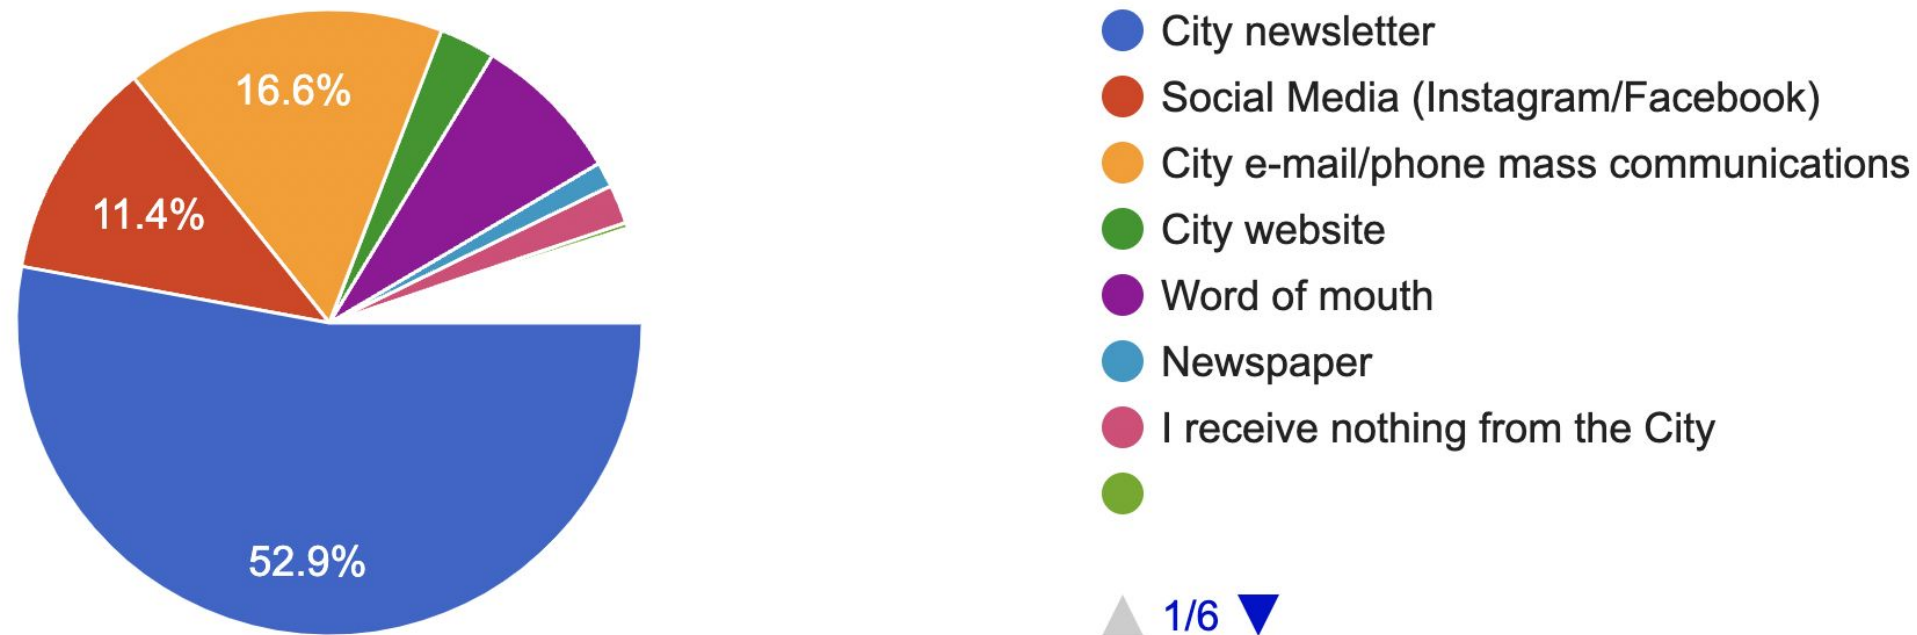 16.6%
11.4%
52.9%
City newsletter
Social Media (Instagram/Facebook)
City e-mail/phone mass communications
City website
Word of mouth
Newspaper
I receive nothing from the City
1/6